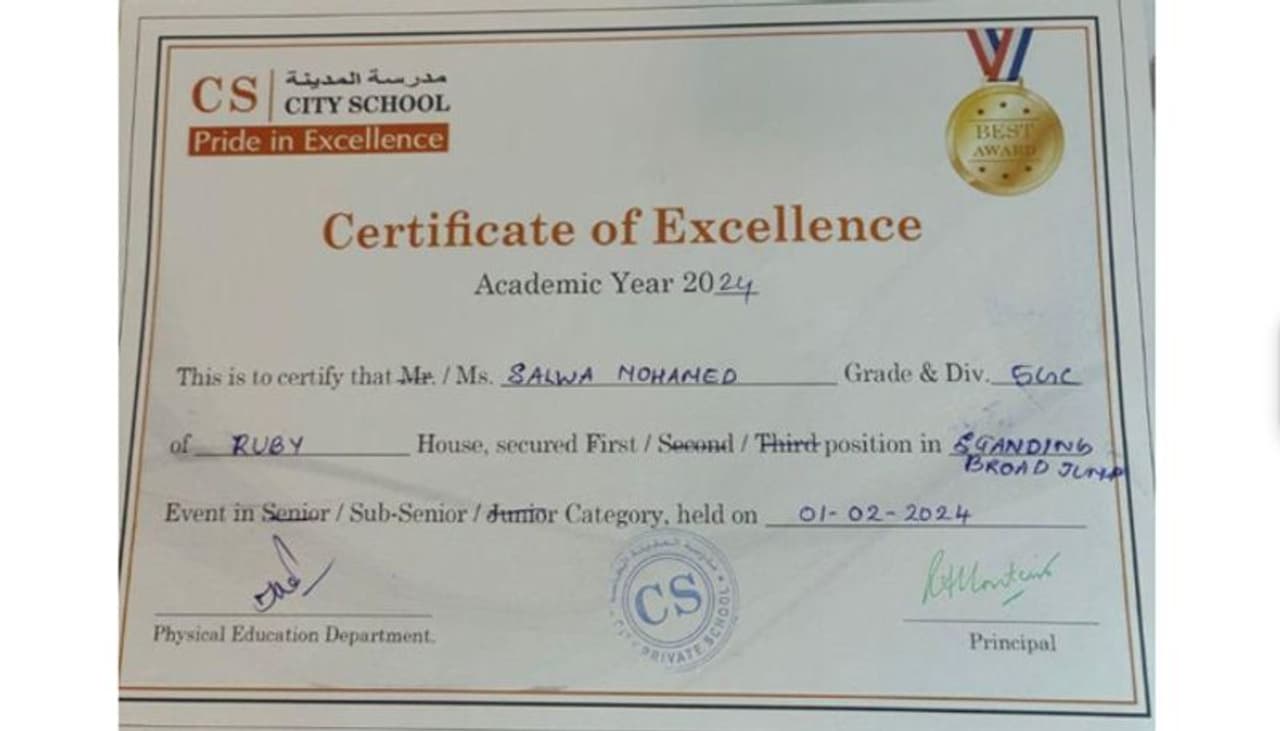 CS
مدرسة المدينة
CITY SCHOOL
Pride in Excellence
BEST
AWARD
Certificate of Excellence
Academic Year 2024
This is to certify that Mr. / Ms. SALWA MOHAMED Grade & Div.
of RUBY House, secured First / Second / Third position in SGANDING
BROAD JUMP
Event in Senior / Sub-Senior / Junior Category, held on 01-02-2024
CS
CITY PRIVATE SCHOOL
Physical Education Department.
Principal